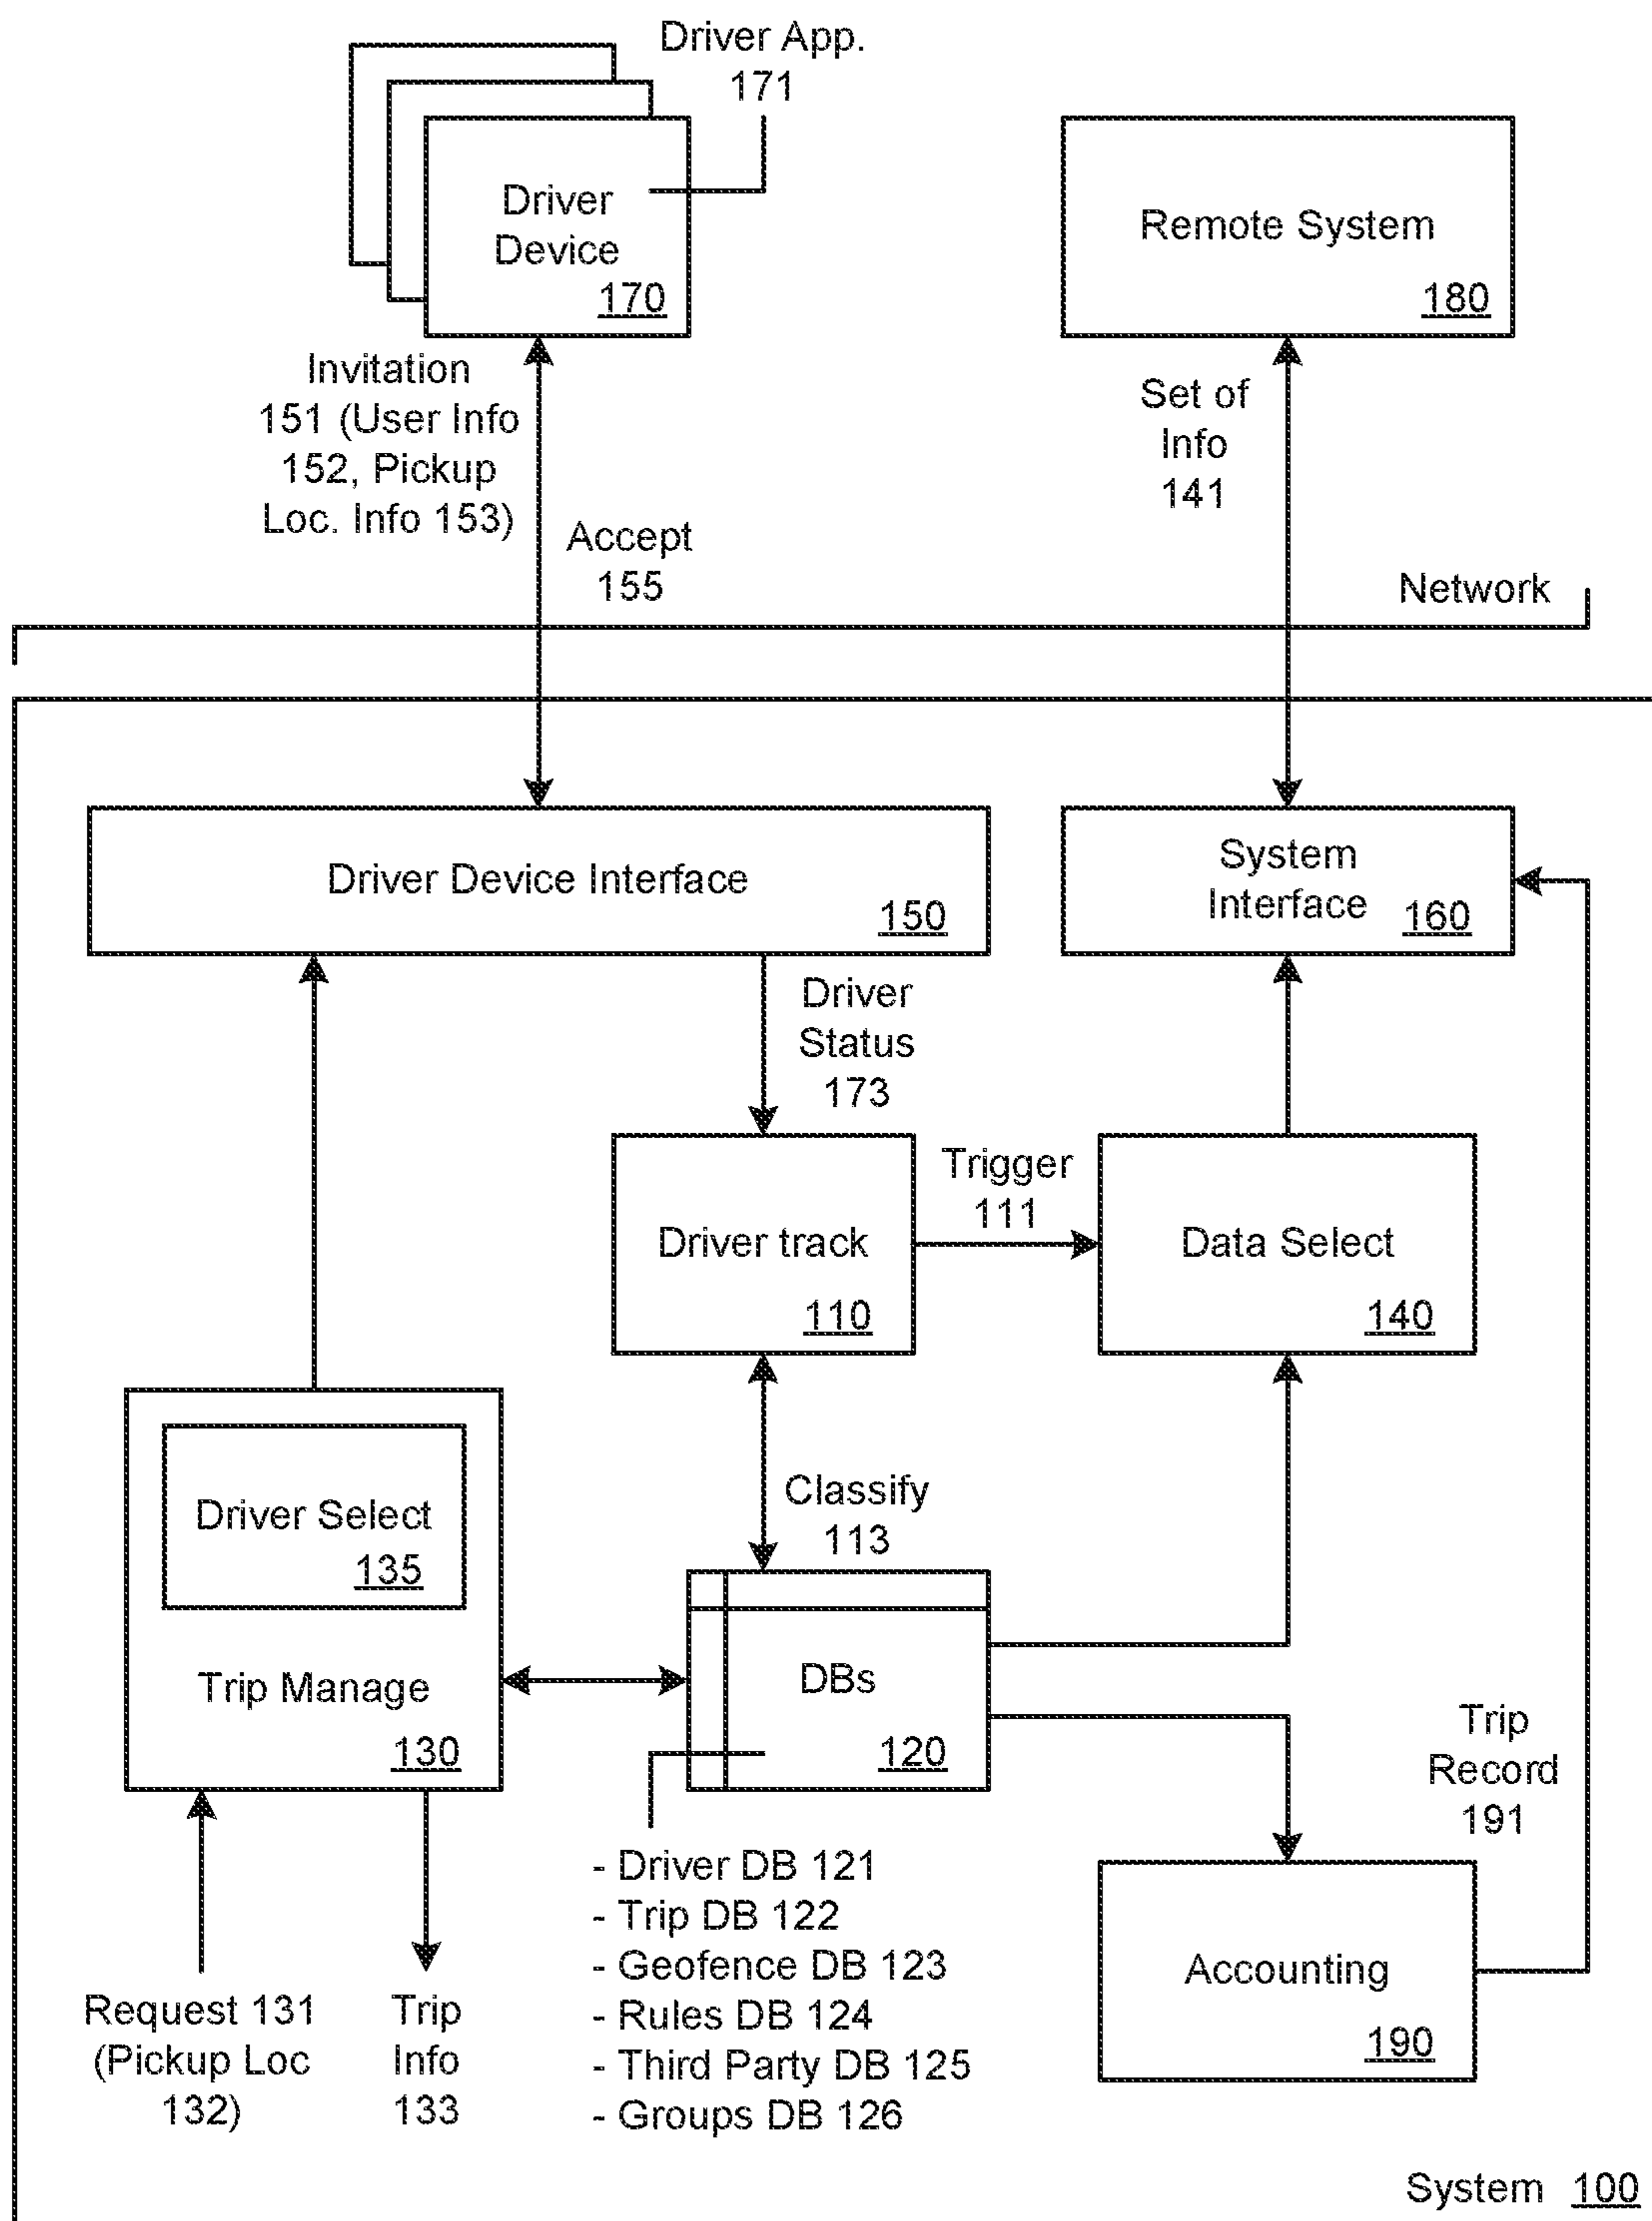 Driver App.
171
Driver
Device
170
Remote System
180
Invitation
151 (User Info
152, Pickup
Loc. Info 153)
Accept
155
Set of
Info
141
Network
Driver Device Interface
150
System
Interface
160
Driver
Status
173
Driver track
110
Trigger
111
Data Select
140
Driver Select
135
Trip Manage
130
Classify
113
DBs
120
Trip
Record
191
Request 131
(Pickup Loc
132)
Trip
Info
133
- Driver DB 121
- Trip DB 122
- Geofence DB 123
- Rules DB 124
- Third Party DB 125
- Groups DB 126
Accounting
190
System 100